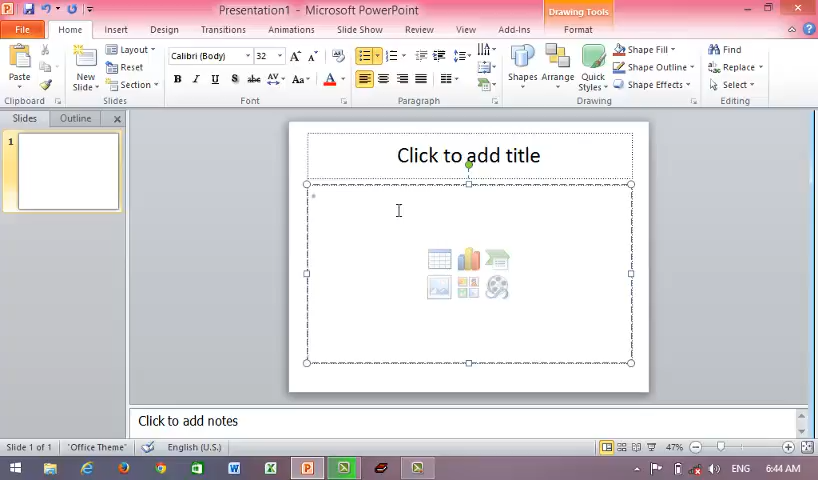 Presentation1 - Microsoft PowerPoint
Drawing Tools
File Home Insert Design Transitions Animations Slide Show Review View Add-Ins Format
Paste
Clipboard
New Slide
Layout
Reset
Section
Slides
Calibri (Body) 32
B I U S abc AV Aa A
Font
Paragraph
Shapes
Arrange
Quick Styles
Shape Fill
Shape Outline
Shape Effects
Drawing
Find
Replace
Select
Editing
Slides Outline
1
Click to add title
Click to add notes
Slide 1 of 1 "Office Theme" English (U.S.) 47%
ENG 6:44 AM